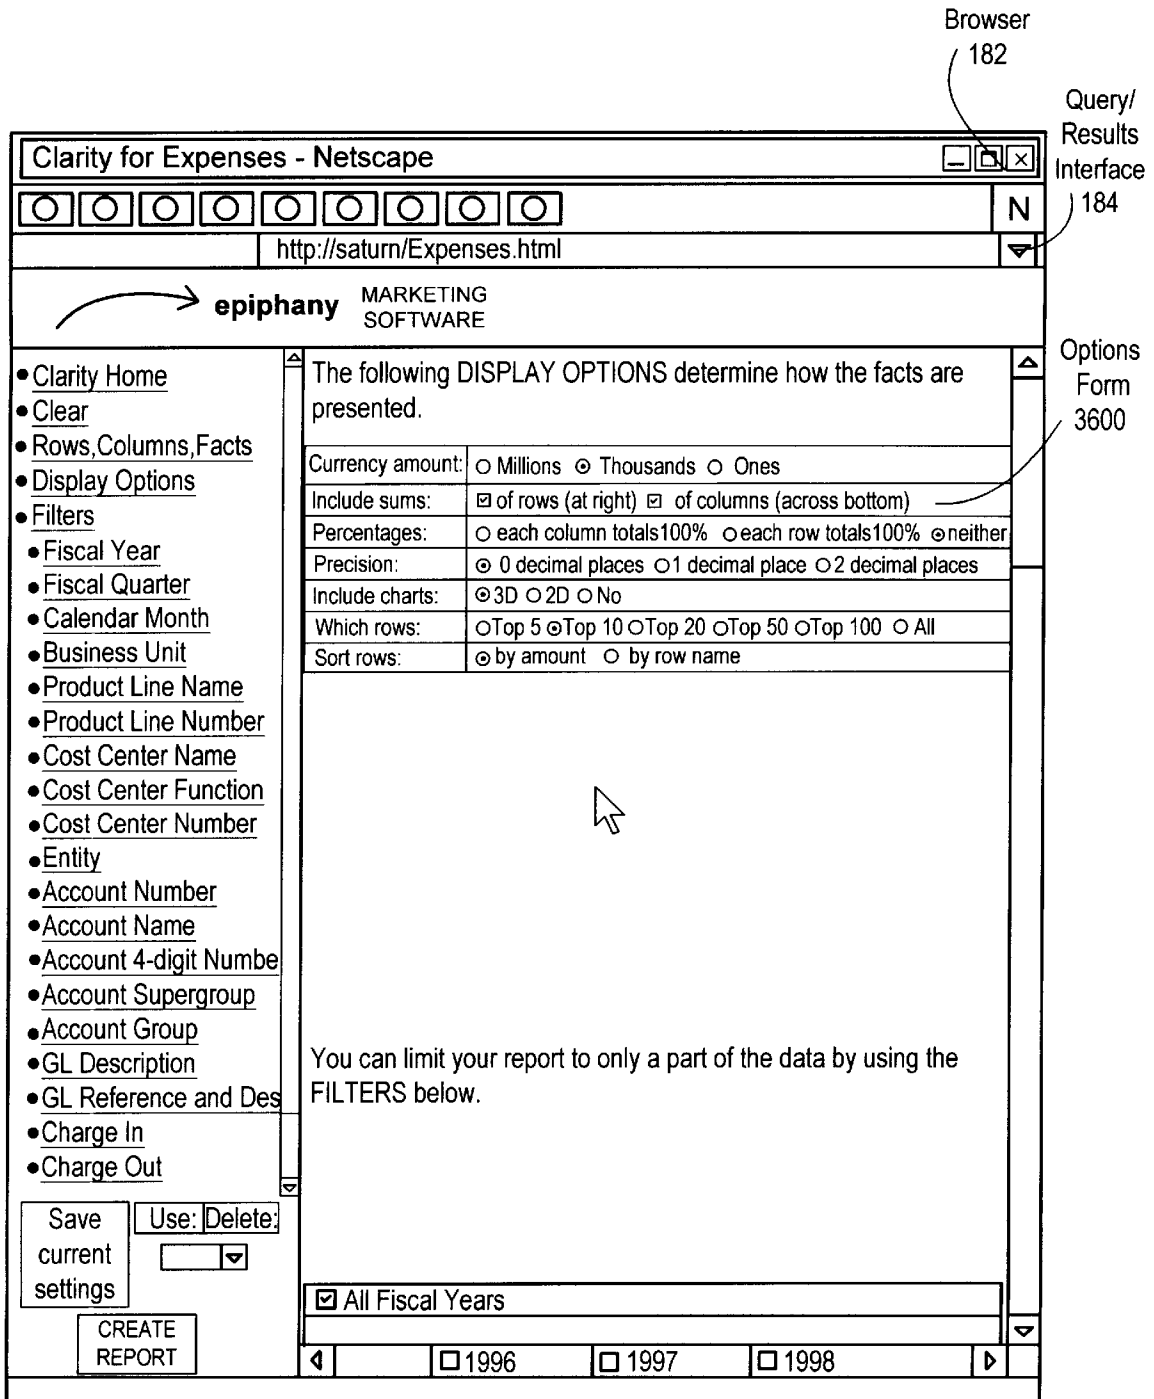 Browser
182
Query/
Results
Interface
184
Clarity for Expenses - Netscape
N
http://saturn/Expenses.html
epiphany MARKETING
SOFTWARE
Clarity Home
Clear
Rows,Columns,Facts
Display Options
Filters
Fiscal Year
Fiscal Quarter
Calendar Month
Business Unit
Product Line Name
Product Line Number
Cost Center Name
Cost Center Function
Cost Center Number
Entity
Account Number
Account Name
Account 4-digit Numbe
Account Supergroup
Account Group
GL Description
GL Reference and Des
Charge In
Charge Out
Save
current
settings
Use: Delete:
CREATE
REPORT
The following DISPLAY OPTIONS determine how the facts are
presented.
Options
Form
3600
Currency amount: Millions Thousands Ones
Include sums: of rows (at right) of columns (across bottom)
Percentages: each column totals100% each row totals100% neither
Precision: 0 decimal places 1 decimal place 2 decimal places
Include charts: 3D 2D No
Which rows: Top 5 Top 10 Top 20 Top 50 Top 100 All
Sort rows: by amount by row name
You can limit your report to only a part of the data by using the
FILTERS below.
All Fiscal Years
1996 1997 1998